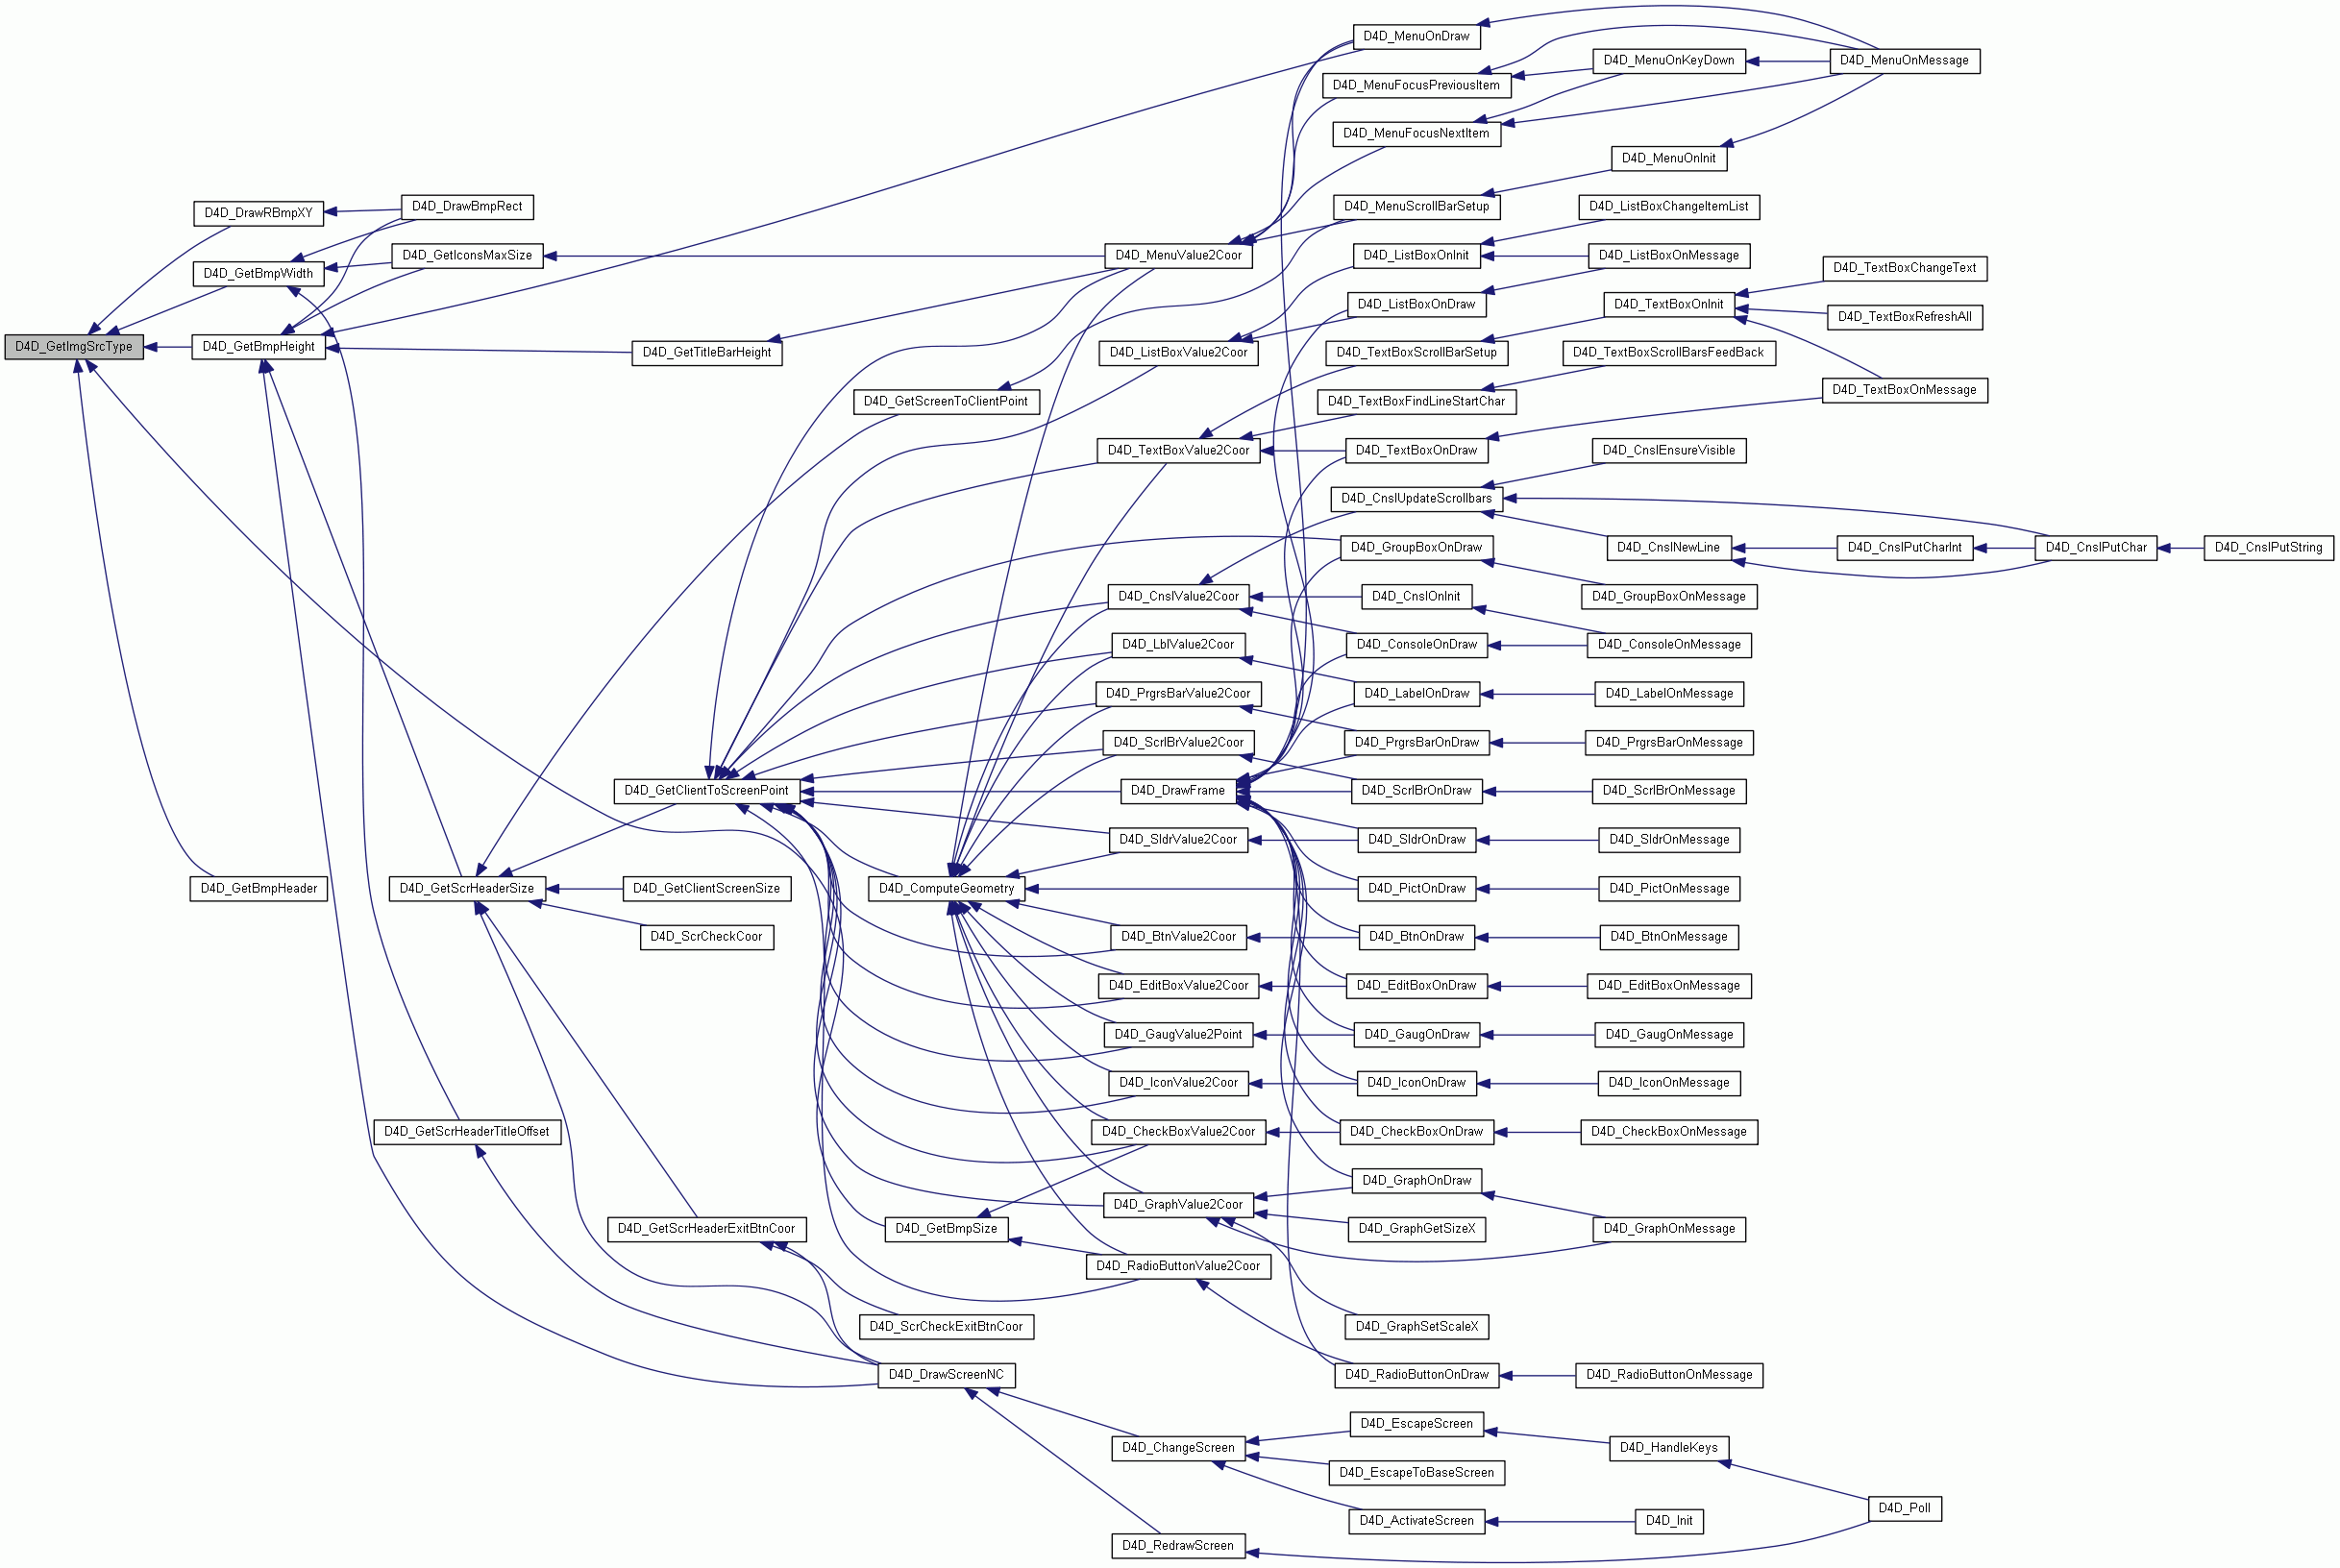 D4D_MenuOnDraw
D4D_MenuOnKeyDown
D4D_MenuOnMessage
D4D_MenuFocusPreviousItem
D4D_MenuFocusNextItem
D4D_MenuOnInit
D4D_DrawRBmpXY
D4D_DrawBmpRect
D4D_MenuScrollBarSetup
D4D_ListBoxChangeItemList
D4D_GetBmpWidth
D4D_GetIconsMaxSize
D4D_MenuValue2Coor
D4D_ListBoxOnInit
D4D_ListBoxOnMessage
D4D_TextBoxChangeText
D4D_ListBoxOnDraw
D4D_TextBoxOnInit
D4D_TextBoxRefreshAll
D4D_GetImgSrcType
D4D_GetBmpHeight
D4D_GetTitleBarHeight
D4D_ListBoxValue2Coor
D4D_TextBoxScrollBarSetup
D4D_TextBoxScrollBarsFeedBack
D4D_GetScreenToClientPoint
D4D_TextBoxFindLineStartChar
D4D_TextBoxOnMessage
D4D_TextBoxValue2Coor
D4D_TextBoxOnDraw
D4D_CnslEnsureVisible
D4D_CnslUpdateScrollbars
D4D_GroupBoxOnDraw
D4D_CnslNewLine
D4D_CnslPutCharInt
D4D_CnslPutChar
D4D_CnslPutString
D4D_CnslValue2Coor
D4D_CnslOnInit
D4D_GroupBoxOnMessage
D4D_LblValue2Coor
D4D_ConsoleOnDraw
D4D_ConsoleOnMessage
D4D_PrgrsBarValue2Coor
D4D_LabelOnDraw
D4D_LabelOnMessage
D4D_ScrlBrValue2Coor
D4D_PrgrsBarOnDraw
D4D_PrgrsBarOnMessage
D4D_GetClientToScreenPoint
D4D_DrawFrame
D4D_ScrlBrOnDraw
D4D_ScrlBrOnMessage
D4D_SldrValue2Coor
D4D_SldrOnDraw
D4D_SldrOnMessage
D4D_GetBmpHeader
D4D_GetScrHeaderSize
D4D_GetClientScreenSize
D4D_ComputeGeometry
D4D_PictOnDraw
D4D_PictOnMessage
D4D_ScrCheckCoor
D4D_BtnValue2Coor
D4D_BtnOnDraw
D4D_BtnOnMessage
D4D_EditBoxValue2Coor
D4D_EditBoxOnDraw
D4D_EditBoxOnMessage
D4D_GaugValue2Point
D4D_GaugOnDraw
D4D_GaugOnMessage
D4D_IconValue2Coor
D4D_IconOnDraw
D4D_IconOnMessage
D4D_GetScrHeaderTitleOffset
D4D_CheckBoxValue2Coor
D4D_CheckBoxOnDraw
D4D_CheckBoxOnMessage
D4D_GraphOnDraw
D4D_GraphValue2Coor
D4D_GetScrHeaderExitBtnCoor
D4D_GetBmpSize
D4D_GraphGetSizeX
D4D_GraphOnMessage
D4D_RadioButtonValue2Coor
D4D_ScrCheckExitBtnCoor
D4D_GraphSetScaleX
D4D_DrawScreenNC
D4D_RadioButtonOnDraw
D4D_RadioButtonOnMessage
D4D_EscapeScreen
D4D_ChangeScreen
D4D_HandleKeys
D4D_EscapeToBaseScreen
D4D_Poll
D4D_ActivateScreen
D4D_Init
D4D_RedrawScreen